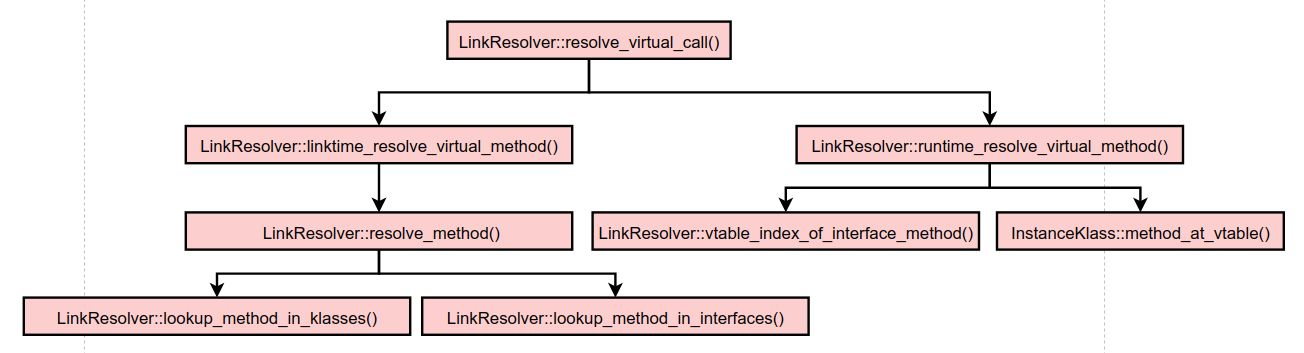 LinkResolver::resolve_virtual_call()
LinkResolver::linktime_resolve_virtual_method()
LinkResolver::runtime_resolve_virtual_method()
LinkResolver::resolve_method()
LinkResolver::vtable_index_of_interface_method()
InstanceKlass::method_at_vtable()
LinkResolver::lookup_method_in_klasses()
LinkResolver::lookup_method_in_interfaces()